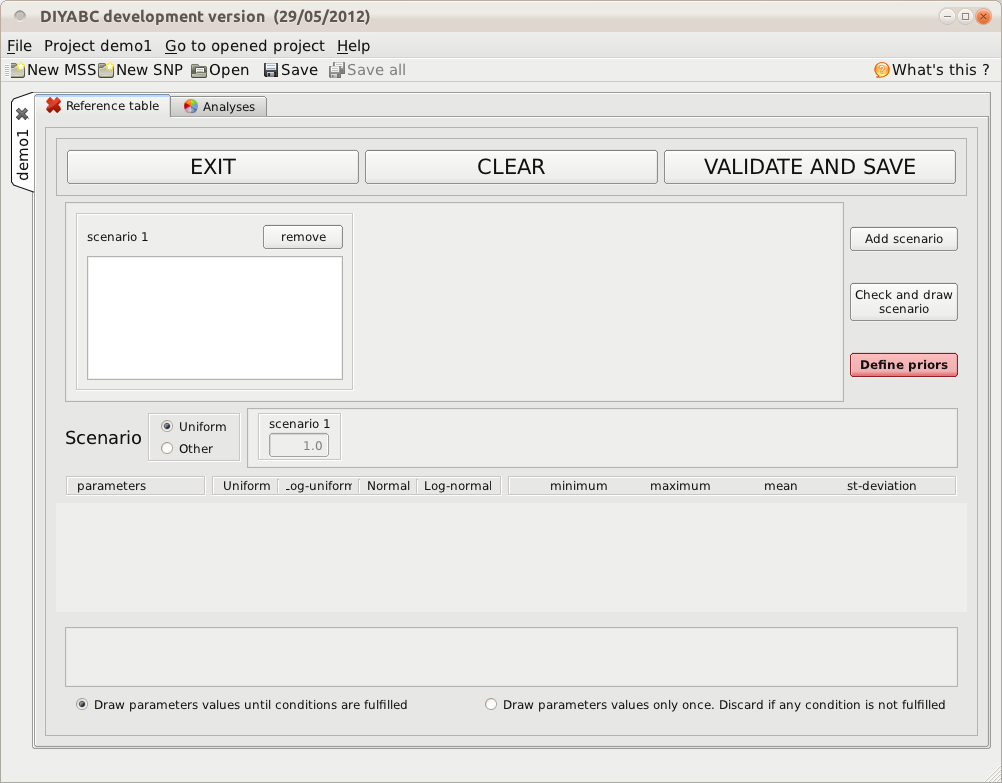 DIYABC development version (29/05/2012)
File Project demo1 Go to opened project Help
New MSS New SNP Open Save Save all What's this ?
demo1
Reference table Analyses
EXIT CLEAR VALIDATE AND SAVE
scenario 1 remove
Add scenario
Check and draw
scenario
Define priors
Scenario
Uniform
Other
scenario 1
1.0
parameters Uniform Log-uniform Normal Log-normal minimum maximum mean st-deviation
Draw parameters values until conditions are fulfilled Draw parameters values only once. Discard if any condition is not fulfilled